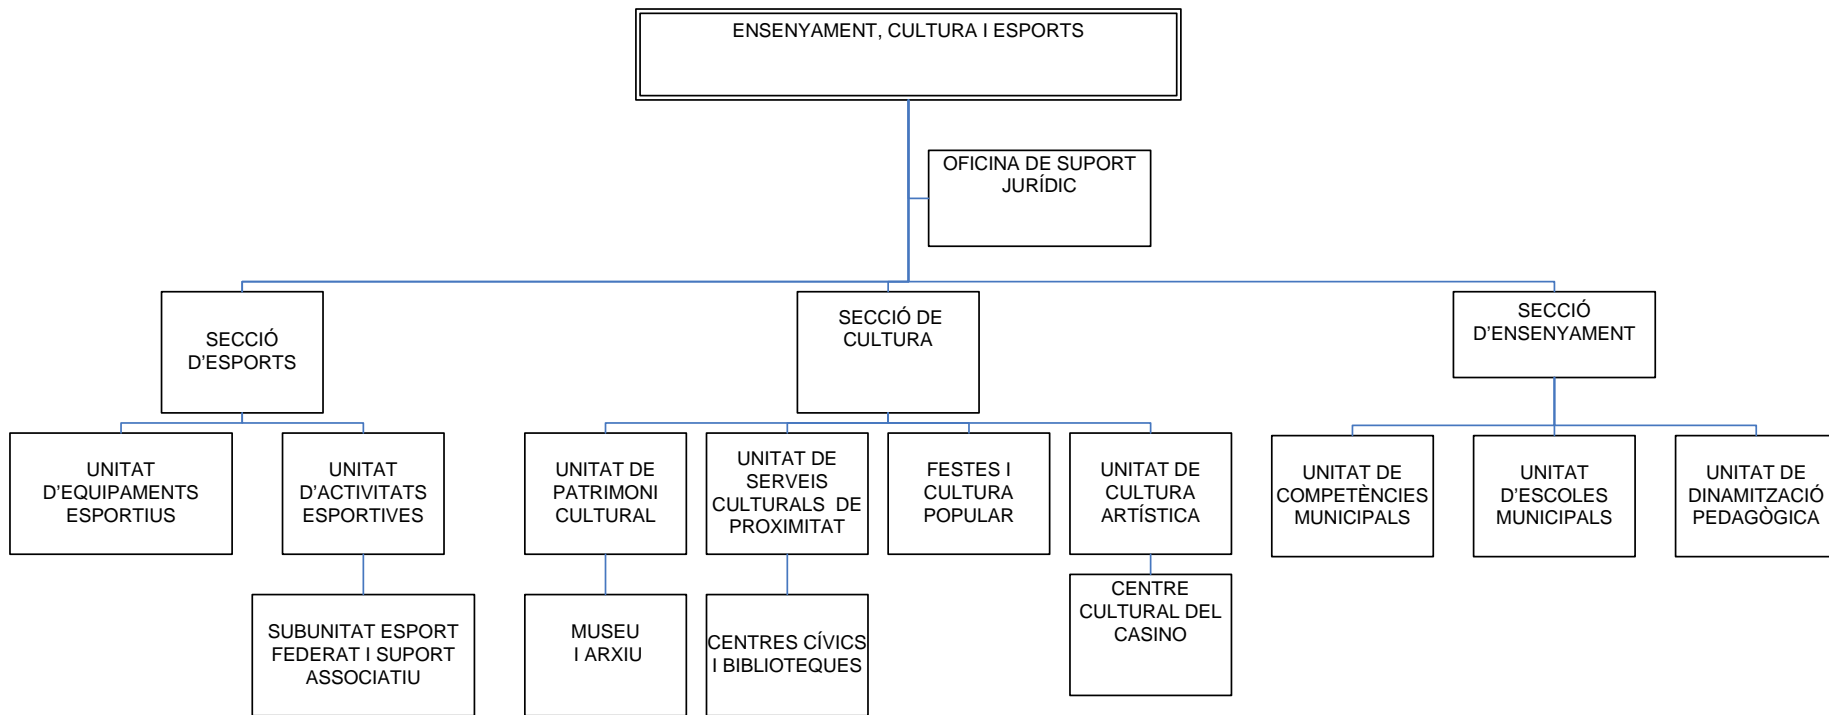 ENSENYAMENT, CULTURA I ESPORTS
OFICINA DE SUPORT
JURÍDIC
SECCIÓ
D'ESPORTS
SECCIÓ DE
CULTURA
SECCIÓ
D'ENSENYAMENT
UNITAT
D'EQUIPAMENTS
ESPORTIUS
UNITAT
D'ACTIVITATS
ESPORTIVES
UNITAT DE
PATRIMONI
CULTURAL
UNITAT DE
SERVEIS
CULTURALS DE
PROXIMITAT
FESTES I
CULTURA
POPULAR
UNITAT DE
CULTURA
ARTÍSTICA
UNITAT DE
COMPETÈNCIES
MUNICIPALS
UNITAT
D'ESCOLES
MUNICIPALS
UNITAT DE
DINAMITZACIÓ
PEDAGÒGICA
SUBUNITAT ESPORT
FEDERAT I SUPORT
ASSOCIATIU
MUSEU
I ARXIU
CENTRES CÍVICS
I BIBLIOTEQUES
CENTRE
CULTURAL DEL
CASINO